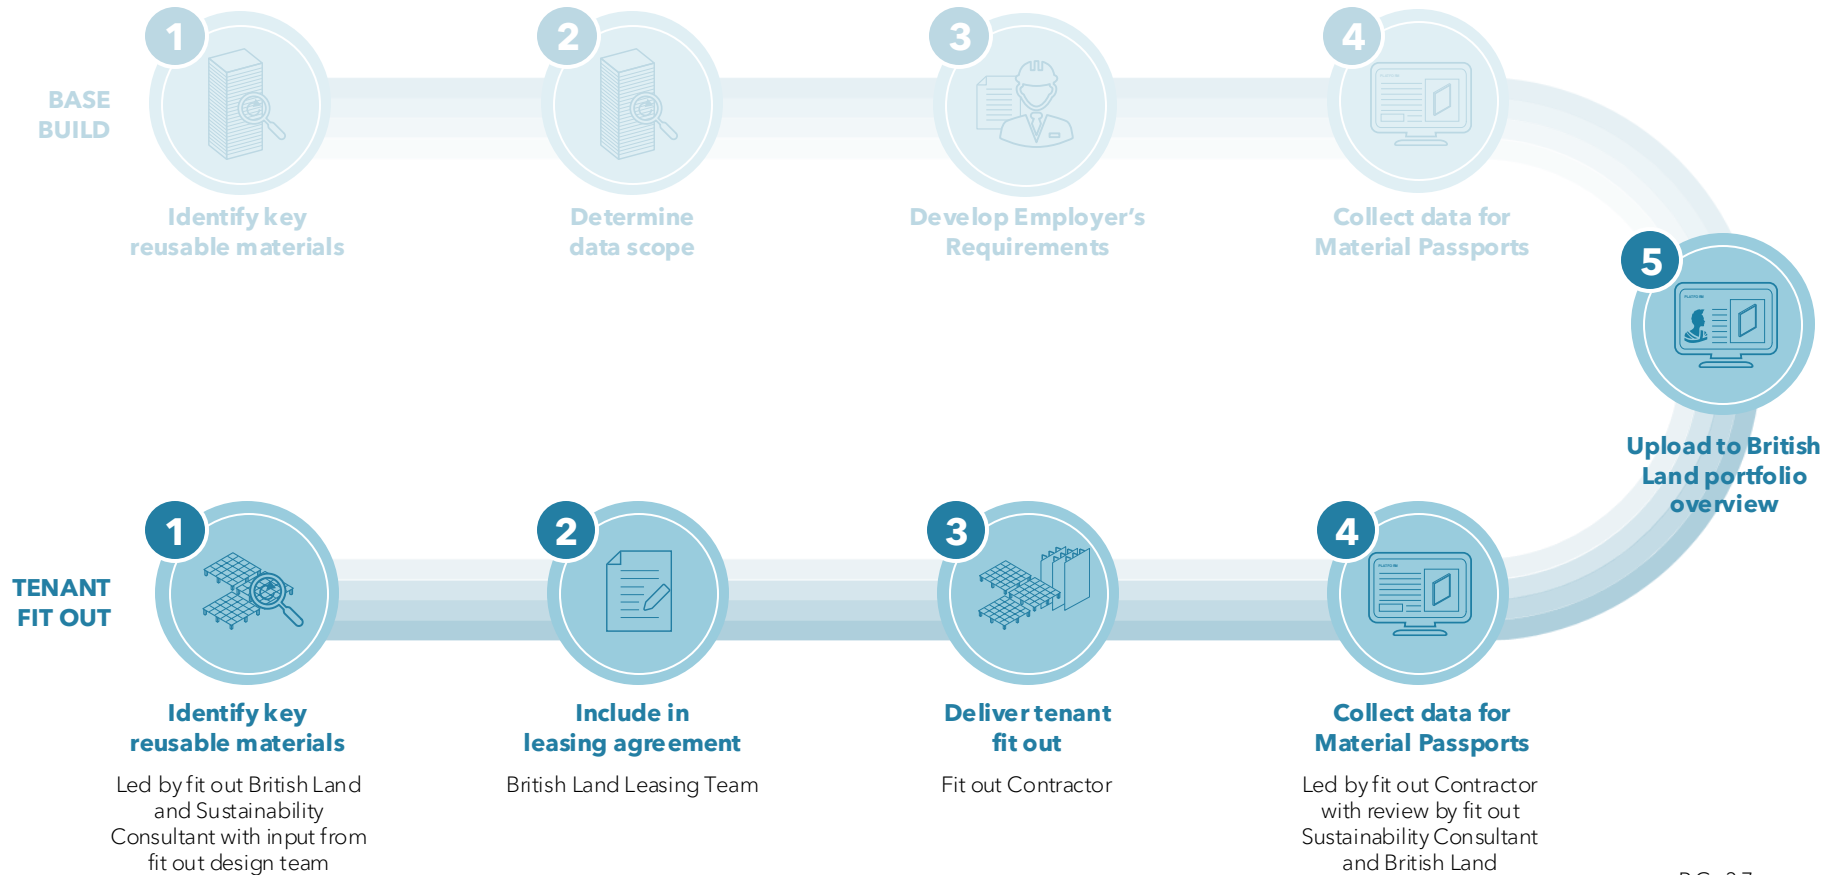 BASE
BUILD
1
2
3
4
Identify key
reusable materials
Determine
data scope
Develop Employer's
Requirements
Collect data for
Material Passports
5
Upload to British
Land portfolio
overview
TENANT
FIT OUT
1
2
3
4
Identify key
reusable materials
Led by fit out British Land
and Sustainability
Consultant with input from
fit out design team
Include in
leasing agreement
British Land Leasing Team
Deliver tenant
fit out
Fit out Contractor
Collect data for
Material Passports
Led by fit out Contractor
with review by fit out
Sustainability Consultant
and British Land